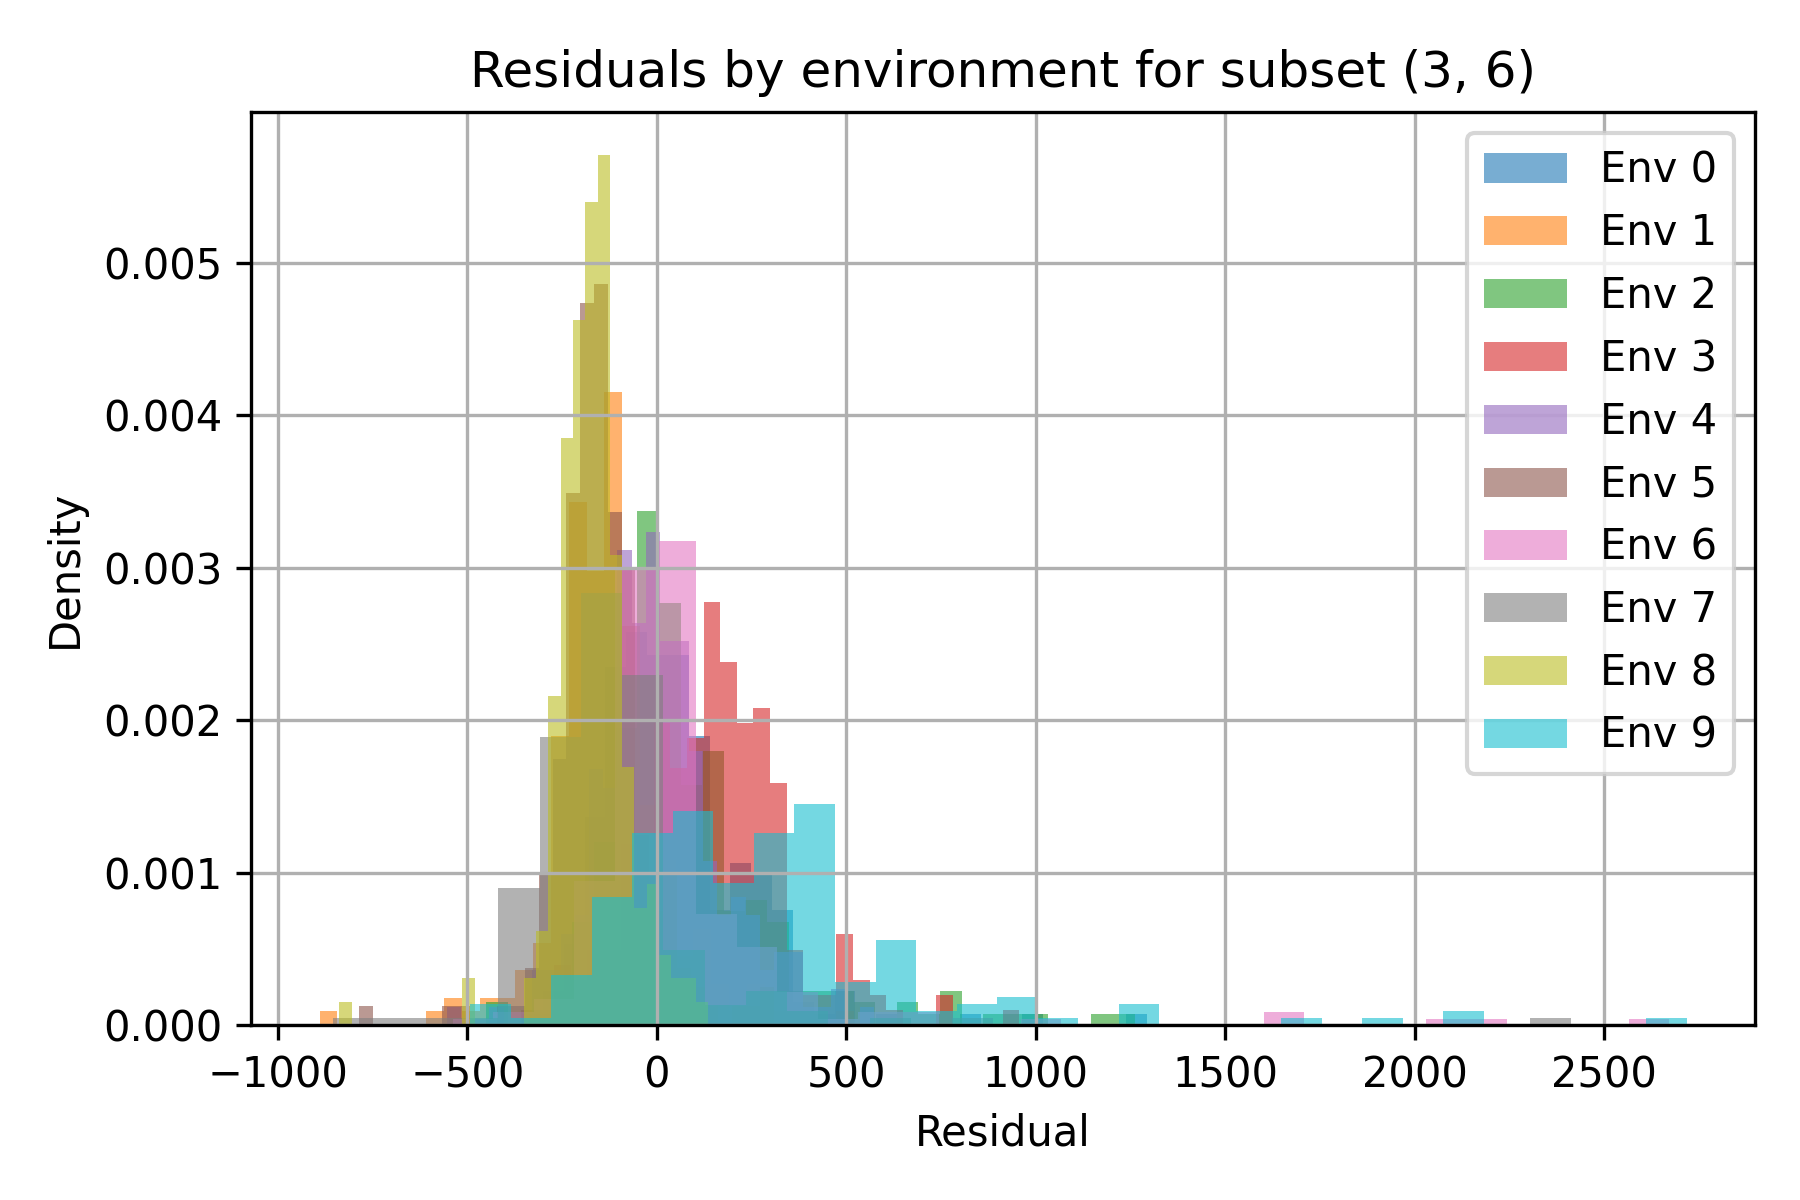 Residuals by environment for subset (3, 6)
Density
0.005
0.004
0.003
0.002
0.001
0.000
−1000 −500 0 500 1000 1500 2000 2500
Residual
Env 0
Env 1
Env 2
Env 3
Env 4
Env 5
Env 6
Env 7
Env 8
Env 9